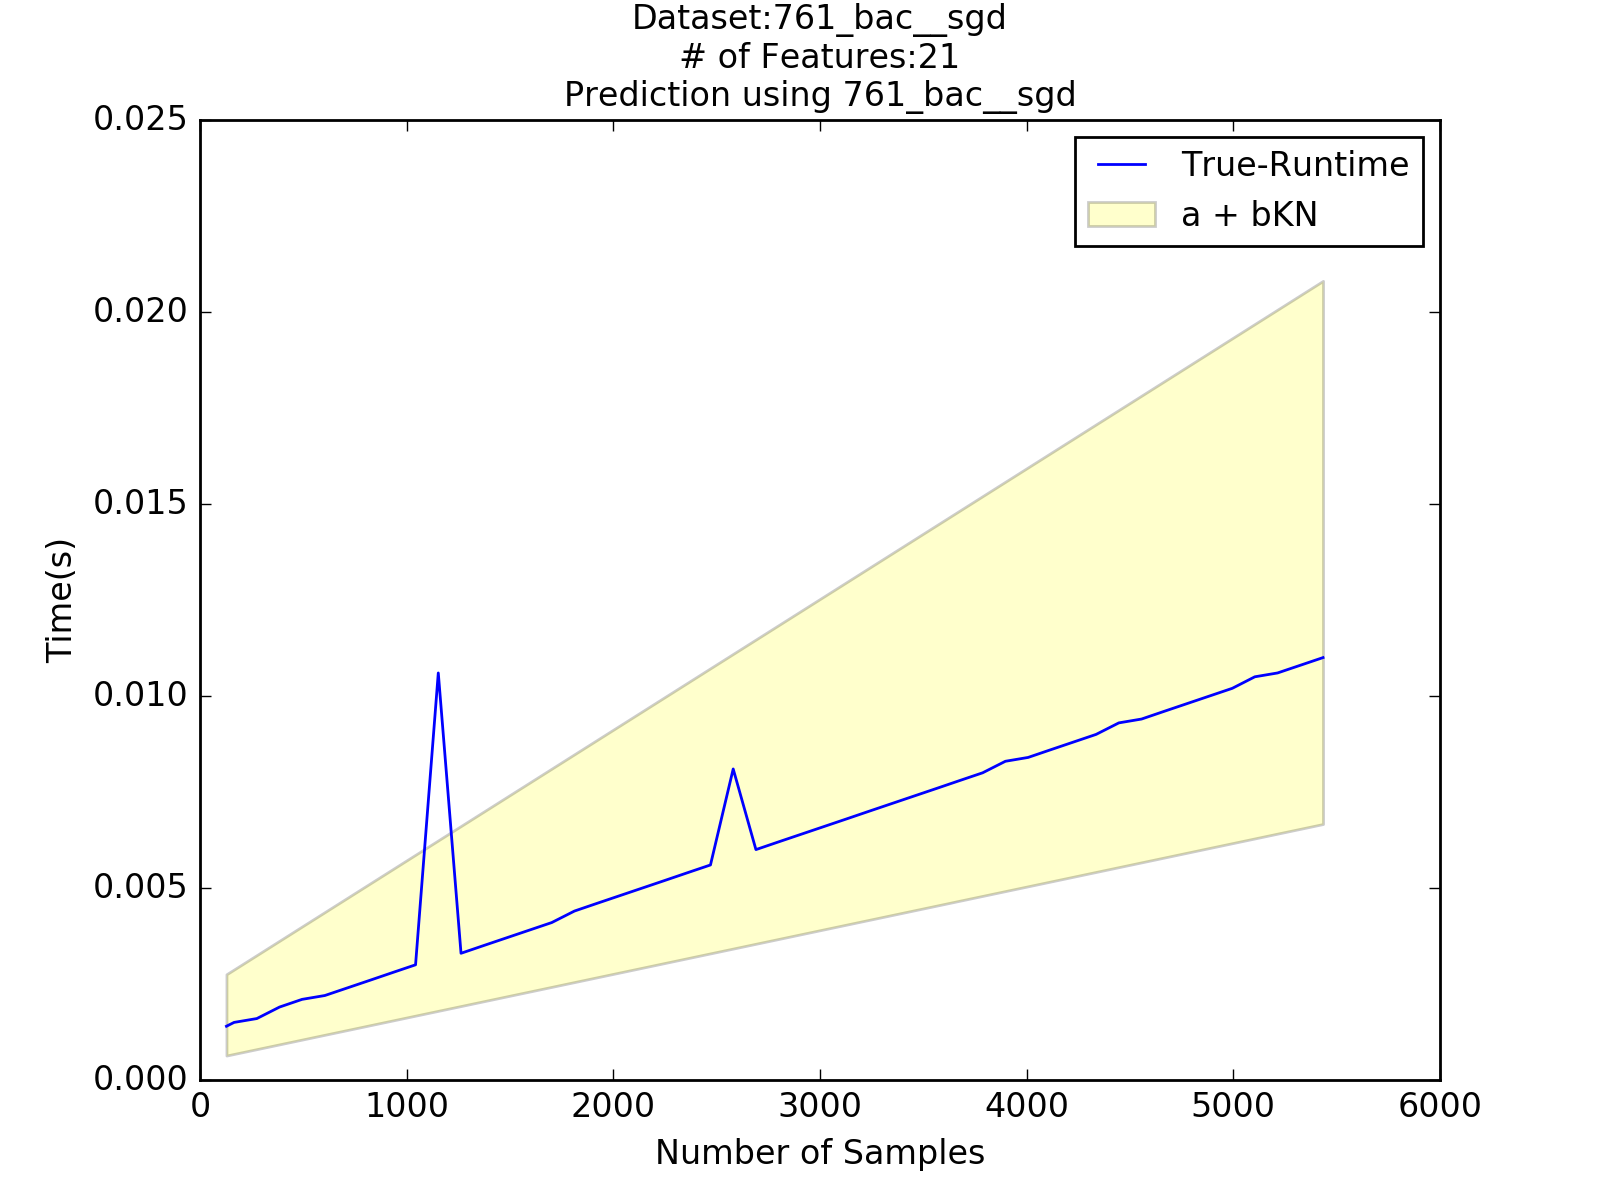 Dataset:761_bac__sgd
# of Features:21
Prediction using 761_bac__sgd
0.025
0.020
0.015
0.010
0.005
0.000
Time(s)
True-Runtime
a + bKN
0 1000 2000 3000 4000 5000 6000
Number of Samples